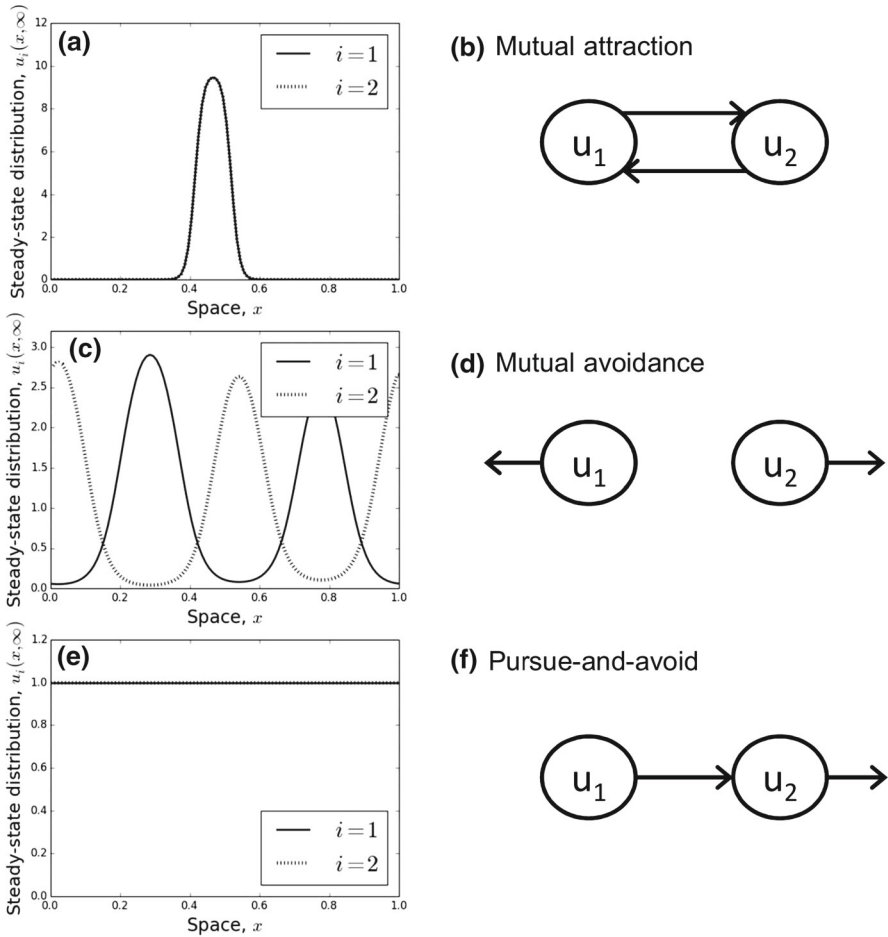 (a)
Steady-state distribution, u_i(x,∞)
12
10
8
6
4
2
0
i=1
i=2
0.0 0.2 0.4 0.6 0.8 1.0
Space, x
(b) Mutual attraction
u₁ u₂
(c)
Steady-state distribution, u_i(x,∞)
3.0
2.5
2.0
1.5
1.0
0.5
0.0
i=1
i=2
0.0 0.2 0.4 0.6 0.8 1.0
Space, x
(d) Mutual avoidance
u₁ u₂
(e)
Steady-state distribution, u_i(x,∞)
1.2
1.0
0.8
0.6
0.4
0.2
0.0
i=1
i=2
0.0 0.2 0.4 0.6 0.8 1.0
Space, x
(f) Pursue-and-avoid
u₁ u₂